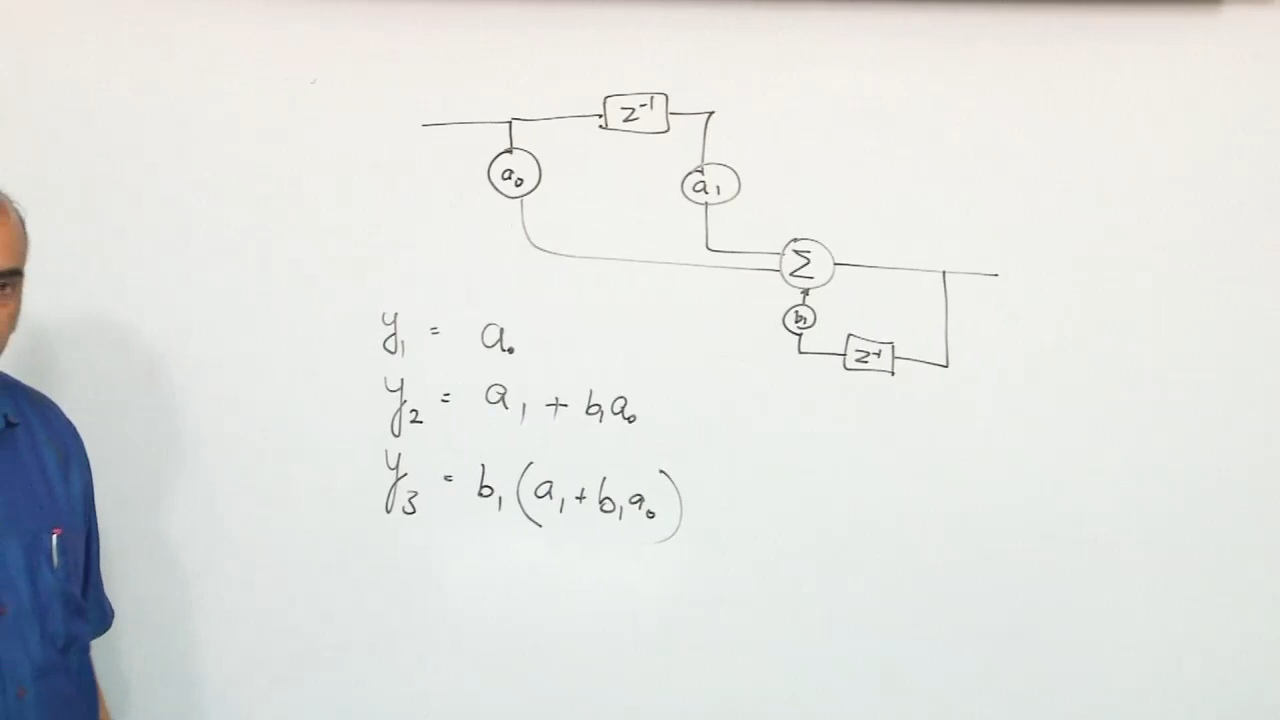 z⁻¹
a₀
a₁
Σ
b₁
z⁻¹
y₁ = a₀
y₂ = a₁ + b₁a₀
y₃ = b₁(a₁ + b₁a₀)